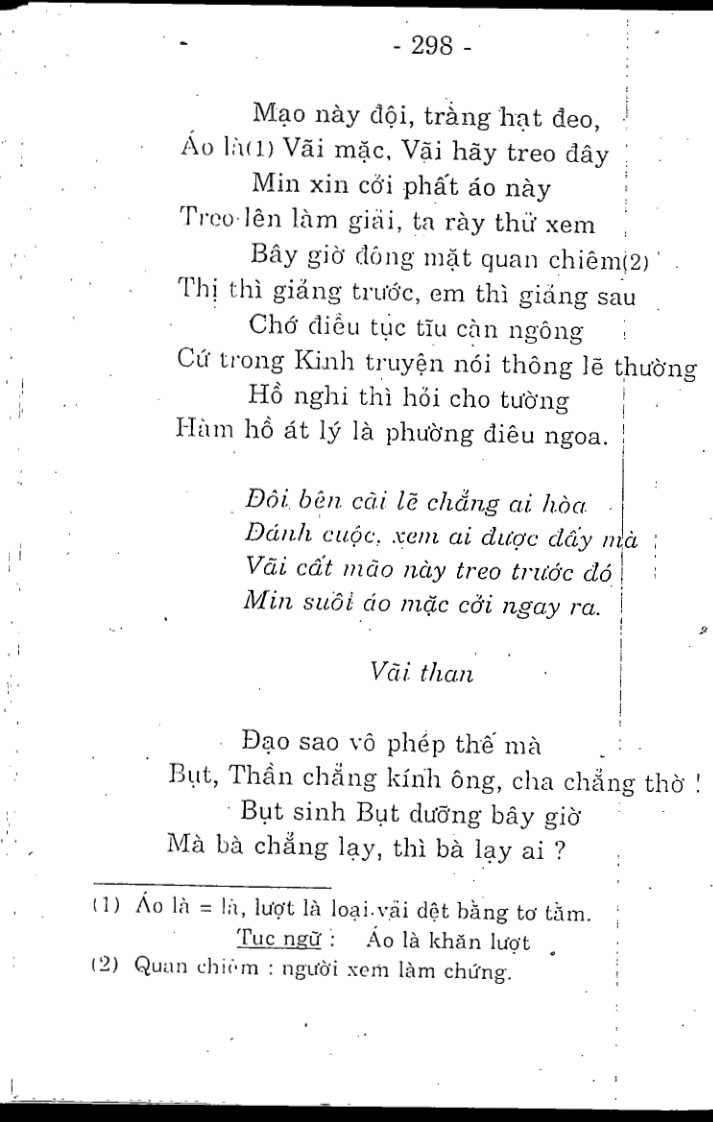 - 298 -
Mạo này đội, tràng hạt đeo,
Áo là(1) Vãi mặc, Vãi hãy treo đây
Min xin cởi phất áo này
Treo lên làm giải, ta rày thử xem
Bây giờ đông mặt quan chiêm(2)
Thị thì giảng trước, em thì giảng sau
Chớ điều tục tĩu càn ngông
Cứ trong Kinh truyện nói thông lẽ thường
Hồ nghi thì hỏi cho tường
Hàm hồ át lý là phường điêu ngoa.
Đôi bên cãi lẽ chẳng ai hòa
Đánh cuộc, xem ai được đấy mà
Vãi cất mão này treo trước đó
Min suôi áo mặc cởi ngay ra.
Vãi than
Đạo sao vô phép thế mà
Bụt, Thần chẳng kính ông, cha chẳng thờ !
Bụt sinh Bụt dưỡng bây giờ
Mà bà chẳng lạy, thì bà lạy ai ?
(1) Áo là = là, lượt là loại vải dệt bằng tơ tằm.
Tục ngữ : Áo là khăn lượt
(2) Quan chiêm : người xem làm chứng.